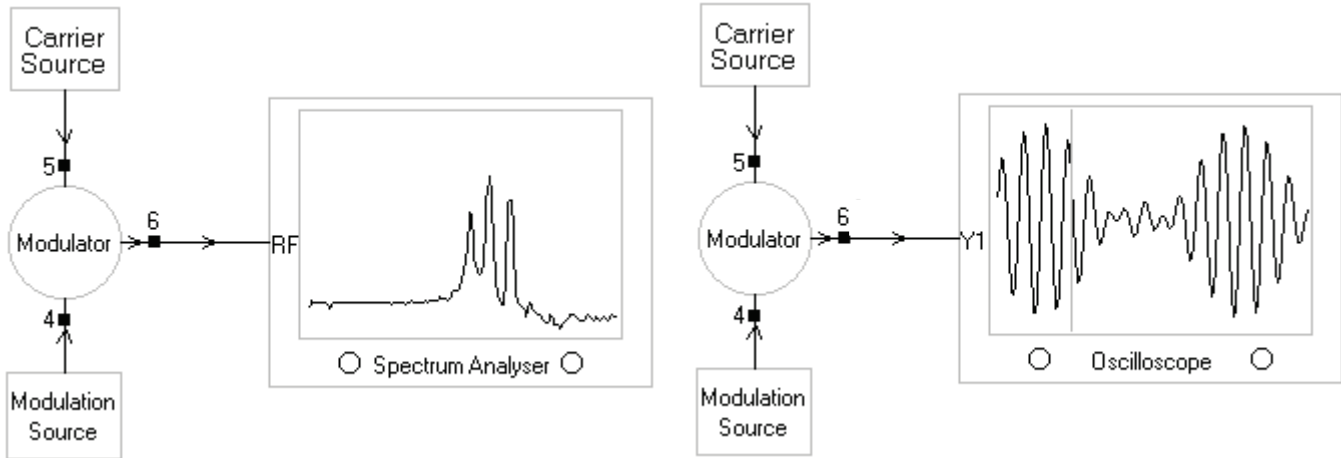 Carrier
Source
5
Modulator
6
RF
4
Modulation
Source
Spectrum Analyser
Carrier
Source
5
Modulator
6
Y1
4
Modulation
Source
Oscilloscope